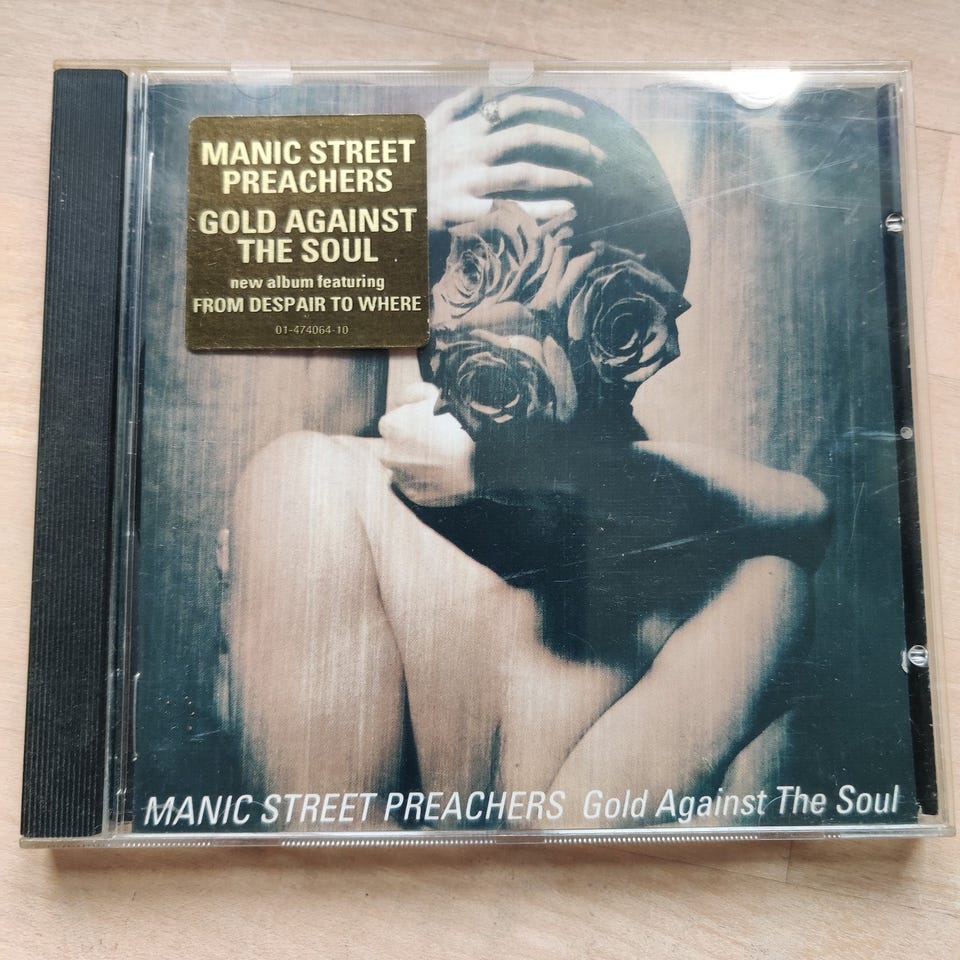 MANIC STREET
PREACHERS
GOLD AGAINST
THE SOUL
new album featuring
FROM DESPAIR TO WHERE
01-474064-10
MANIC STREET PREACHERS Gold Against The Soul